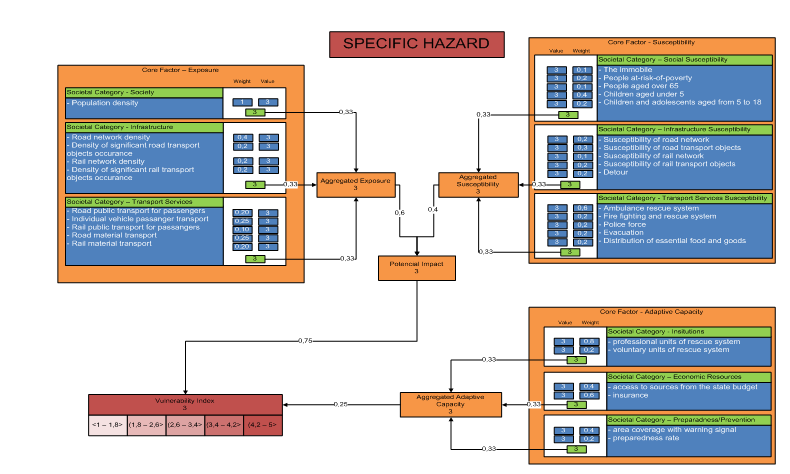 SPECIFIC HAZARD
Core Factor – Exposure
Weight Value
Societal Category - Society
- Population density
1 3
3
0,33
Societal Category - Infrastructure
- Road network density
- Density of significant road transport
objects occurance
- Rail network density
- Density of significant rail transport
objects occurance
0,4 3
0,2 3
0,2 3
0,2 3
3
0,33
Societal Category – Transport Services
- Road public transport for passengers
- Individual vehicle passenger transport
- Rail public transport for passengers
- Road material transport
- Rail material transport
0,20 3
0,25 3
0,10 3
0,25 3
0,20 3
3
0,33
Aggregated Exposure
3
0,6
Core Factor - Susceptibility
Value Weight
Societal Category – Social Susceptibility
3 0,1
3 0,2
3 0,1
3 0,4
3 0,2
3
- The immobile
- People at-risk-of-poverty
- People aged over 65
- Children aged under 5
- Children and adolescents aged from 5 to 18
0,33
Societal Category – Infrastructure Susceptibility
3 0,2
3 0,3
3 0,1
3 0,2
3 0,2
3
- Susceptibility of road network
- Susceptibility of road transport objects
- Susceptibility of rail network
- Susceptibility of rail transport objects
- Detour
0,33
Societal Category - Transport Services Susceptibility
3 0,6
3 0,2
3 0,2
3 0,2
3 0,2
3
- Ambulance rescue system
- Fire fighting and rescue system
- Police force
- Evacuation
- Distribution of essential food and goods
0,33
Aggregated
Susceptibility
3
0,4
Potencial Impact
3
0,75
Core Factor - Adaptive Capacity
Value Weight
Societal Category - Insitutions
3 0,8
3 0,2
3
- professional units of rescue system
- voluntary units of rescue system
0,33
Societal Category – Economic Resources
3 0,4
3 0,6
3
- access to sources from the state budget
- insurance
0,33
Societal Category – Preparadness/Prevention
3 0,4
3 0,2
3
- area coverage with warning signal
- preparedness rate
0,33
Aggregated Adaptive
Capacity
3
0,25
Vulnerability Index
3
<1 – 1,8> (1,8 – 2,6> (2,6 – 3,4> (3,4 – 4,2> (4,2 – 5>